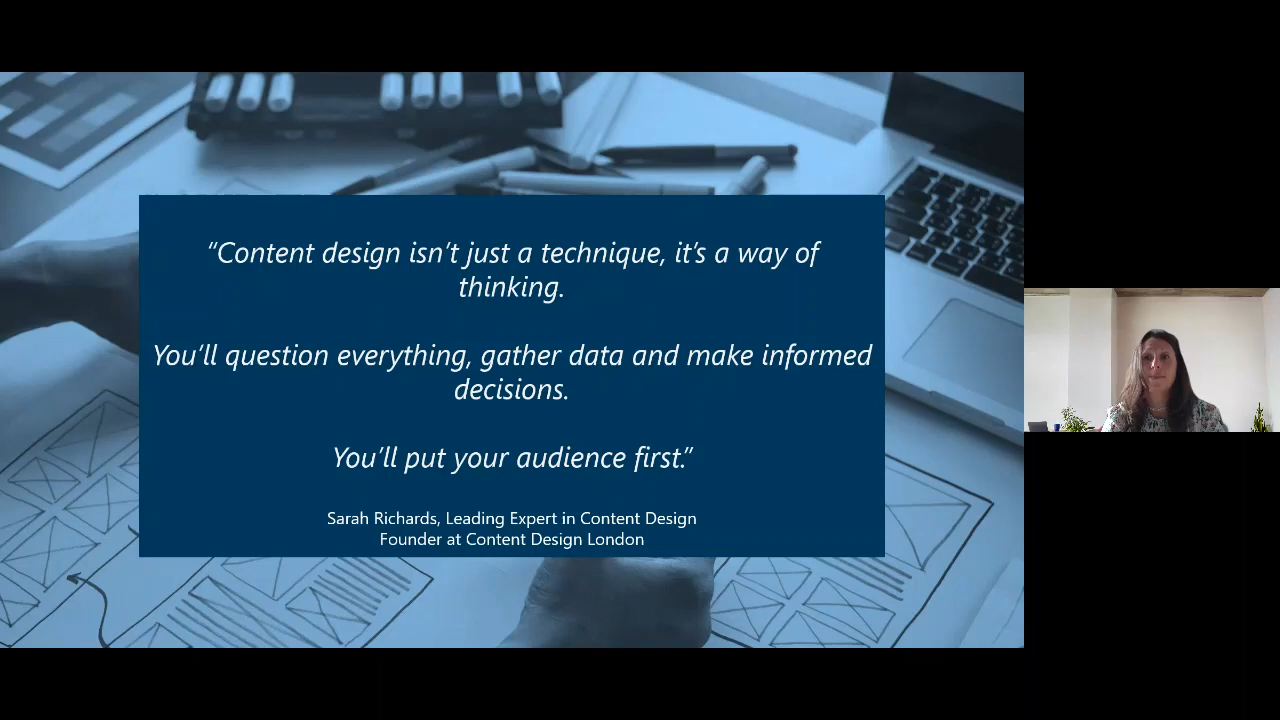 “Content design isn’t just a technique, it’s a way of
thinking.
You’ll question everything, gather data and make informed
decisions.
You’ll put your audience first.”
Sarah Richards, Leading Expert in Content Design
Founder at Content Design London